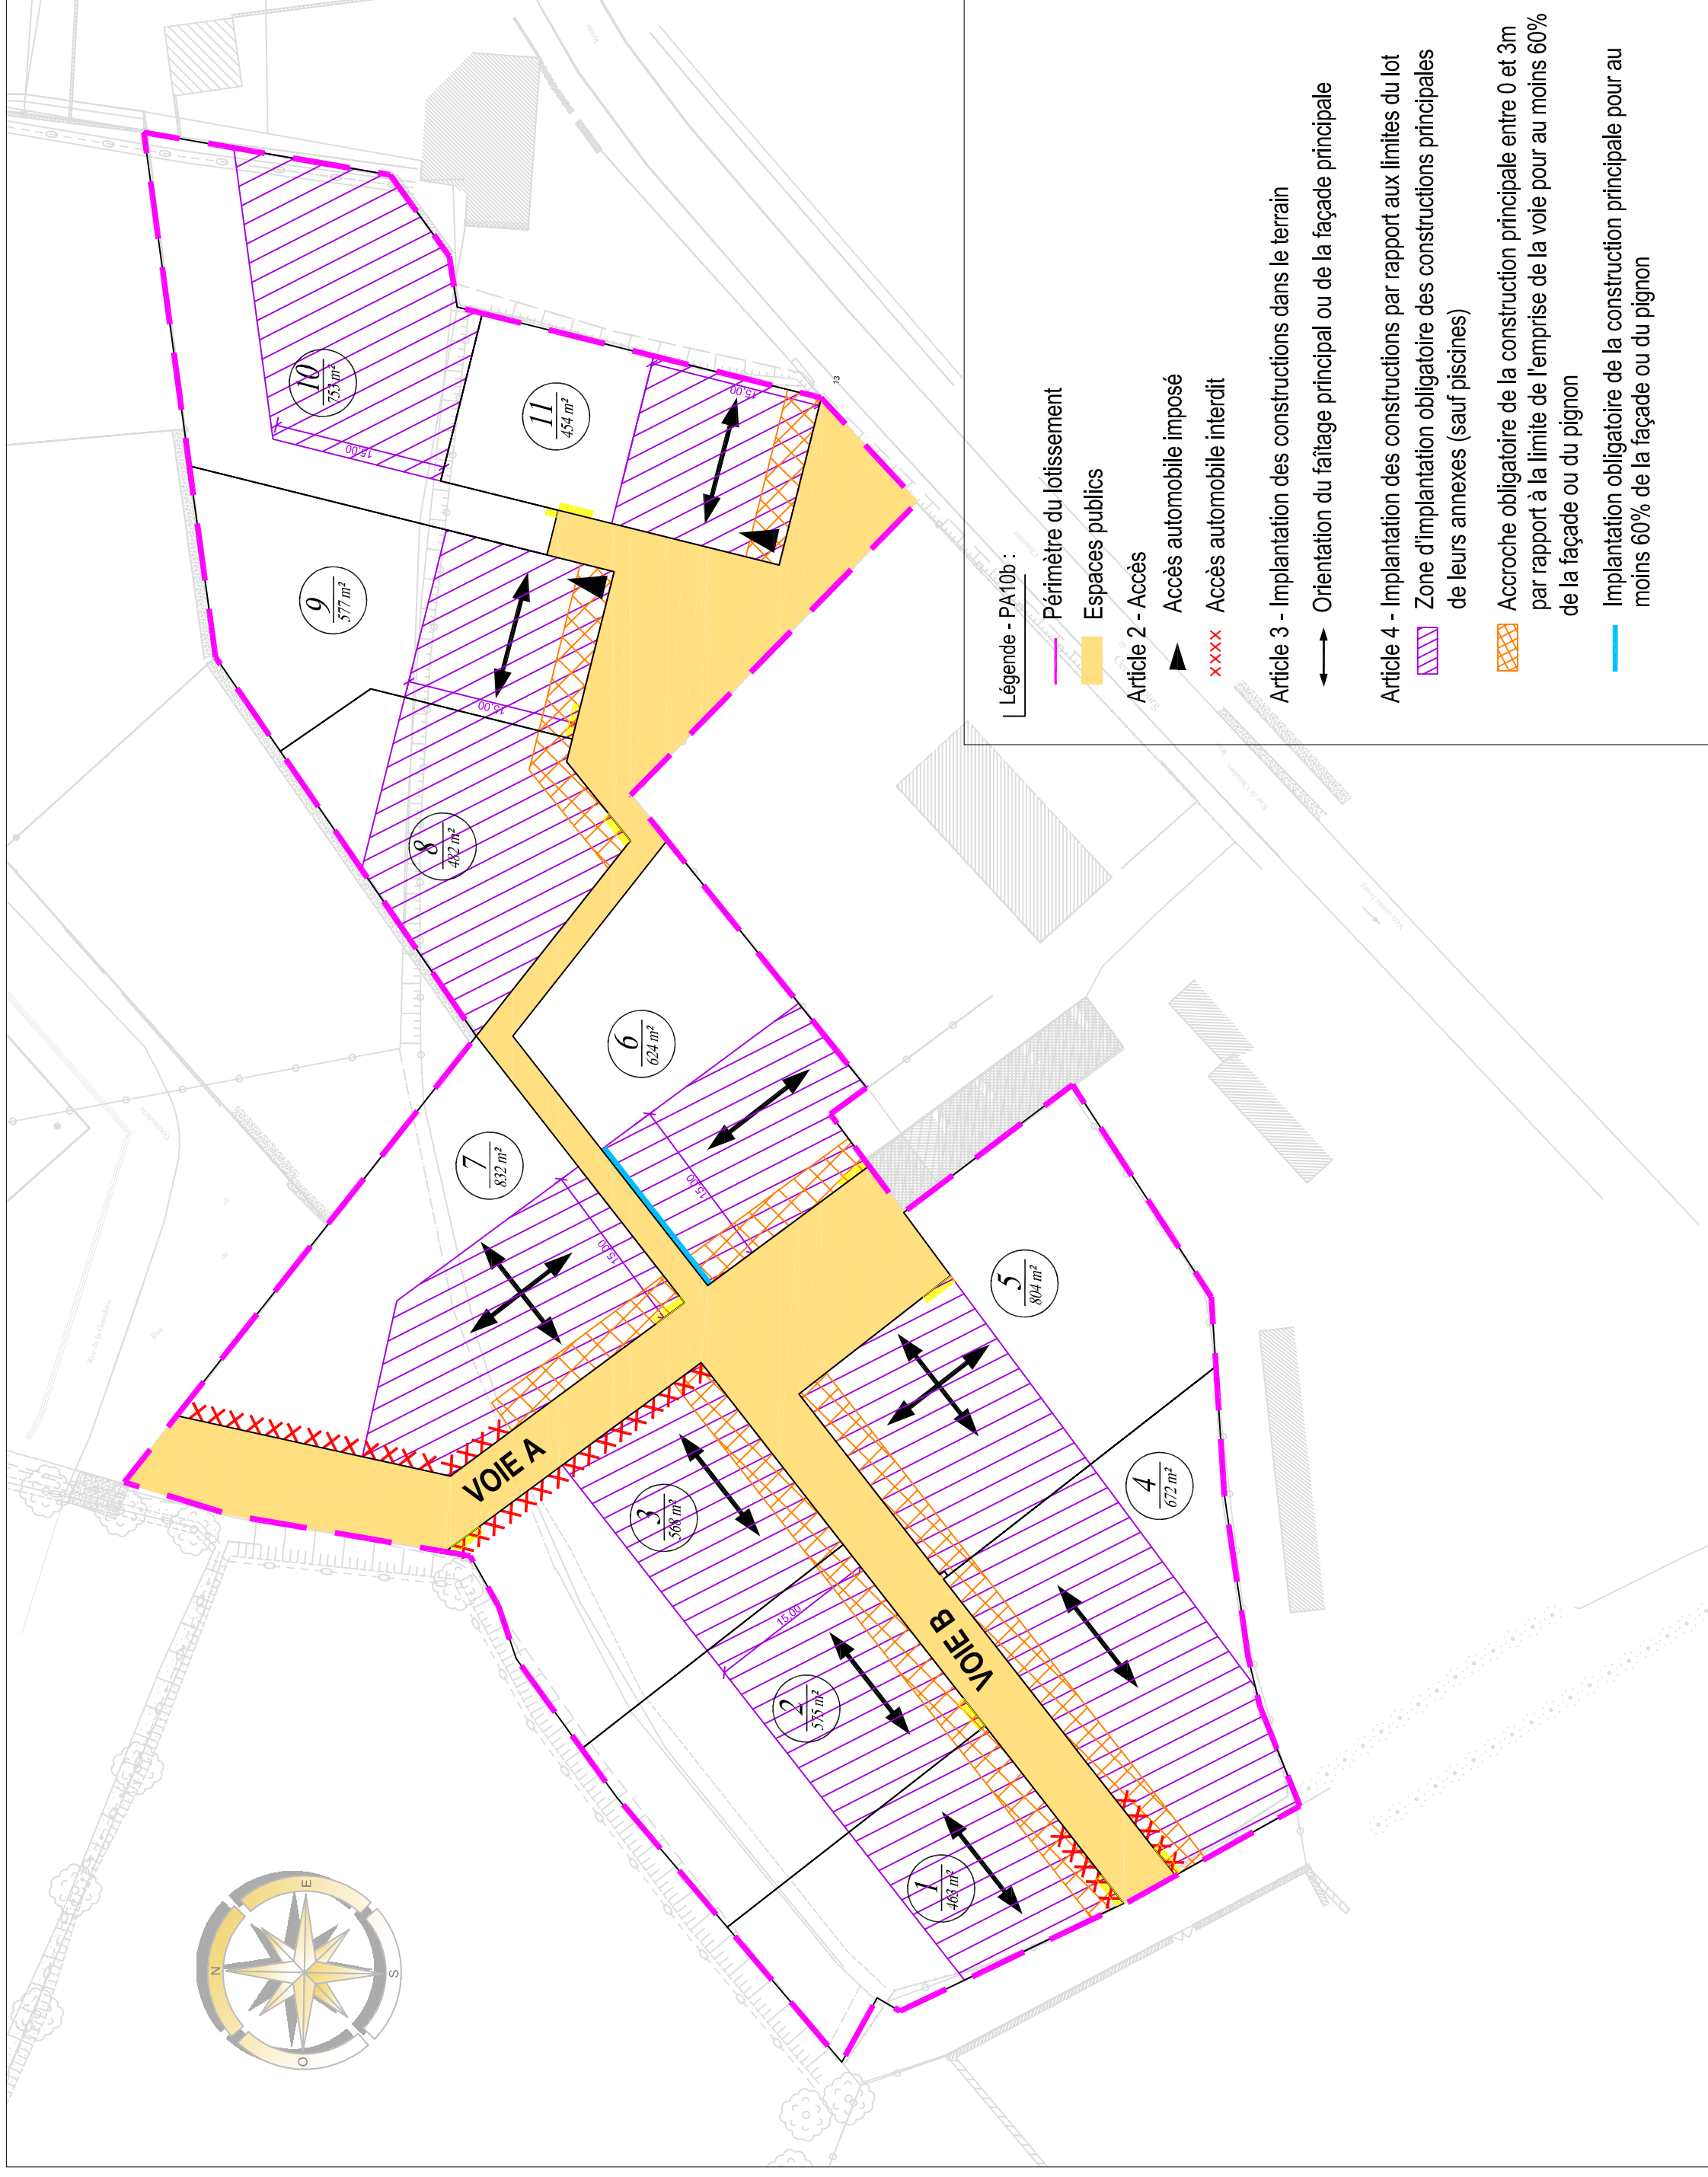 Légende - PA10b :
Périmètre du lotissement
Espaces publics
Article 2 - Accès
Accès automobile imposé
xxxx Accès automobile interdit
Article 3 - Implantation des constructions dans le terrain
Orientation du faîtage principal ou de la façade principale
Article 4 - Implantation des constructions par rapport aux limites du lot
Zone d'implantation obligatoire des constructions principales
de leurs annexes (sauf piscines)
Accroche obligatoire de la construction principale entre 0 et 3m
par rapport à la limite de l'emprise de la voie pour au moins 60%
de la façade ou du pignon
Implantation obligatoire de la construction principale pour au
moins 60% de la façade ou du pignon
1
463 m²
2
575 m²
3
568 m²
4
672 m²
5
804 m²
6
624 m²
7
832 m²
8
482 m²
9
577 m²
10
753 m²
11
454 m²
VOIE A
VOIE B
15,00
15,00
15,00
15,00
15,00
15,00
13
N
E
S
O
Rue de la Gendarderie
Rue